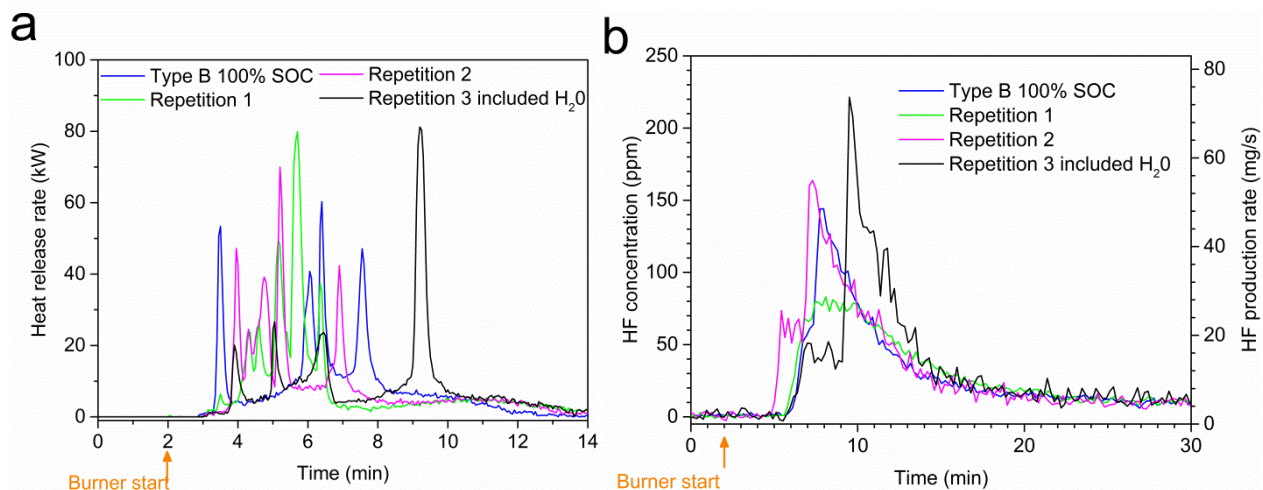 a
100
80
60
40
20
0
Heat release rate (kW)
Type B 100% SOC
Repetition 1
Repetition 2
Repetition 3 included H₂0
0 2 4 6 8 10 12 14
Time (min)
Burner start
b
250
200
150
100
50
0
HF concentration (ppm)
Type B 100% SOC
Repetition 1
Repetition 2
Repetition 3 included H₂0
80
60
40
20
0
HF production rate (mg/s)
0 10 20 30
Time (min)
Burner start